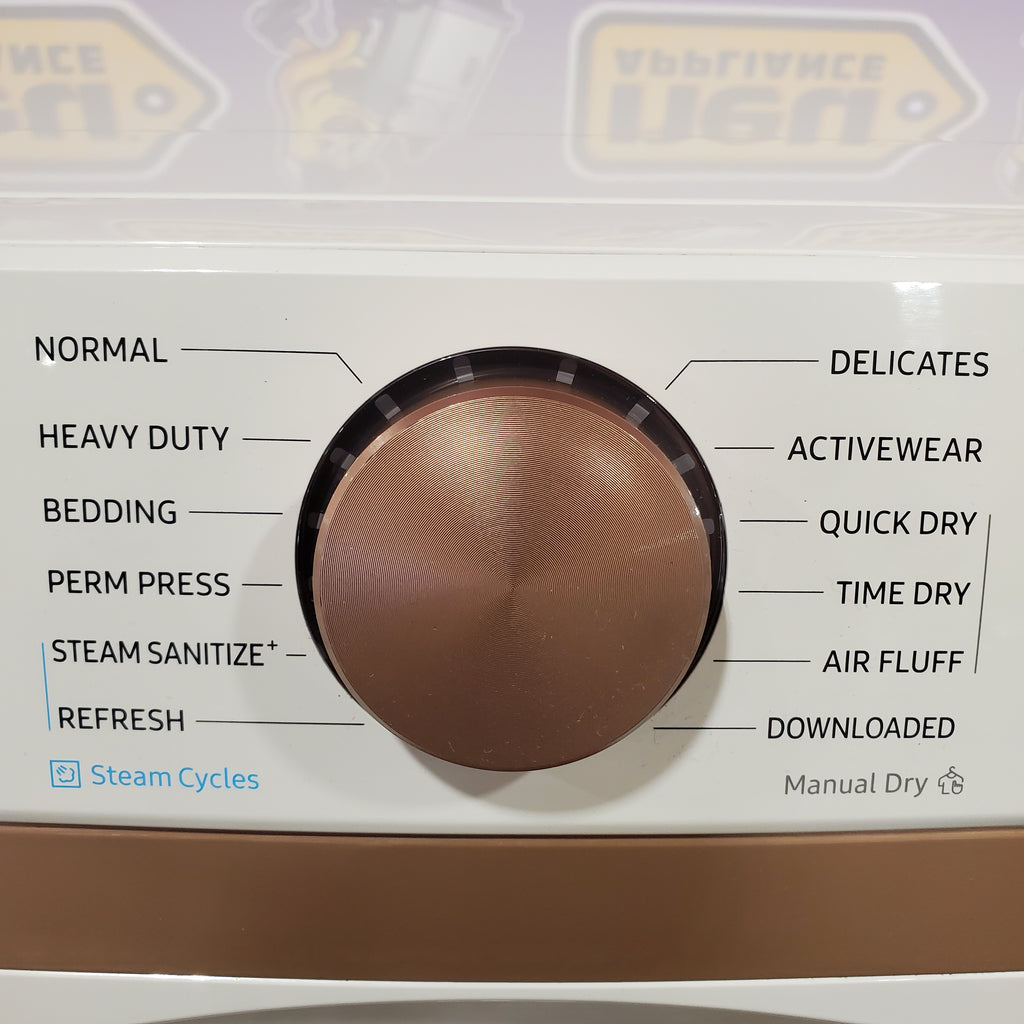 APPLIANCE
NORMAL
DELICATES
HEAVY DUTY
ACTIVEWEAR
BEDDING
QUICK DRY
PERM PRESS
TIME DRY
STEAM SANITIZE+
AIR FLUFF
REFRESH
DOWNLOADED
Steam Cycles
Manual Dry